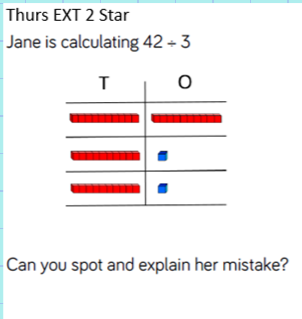 Thurs EXT 2 Star
Jane is calculating 42 ÷ 3
T O
Can you spot and explain her mistake?